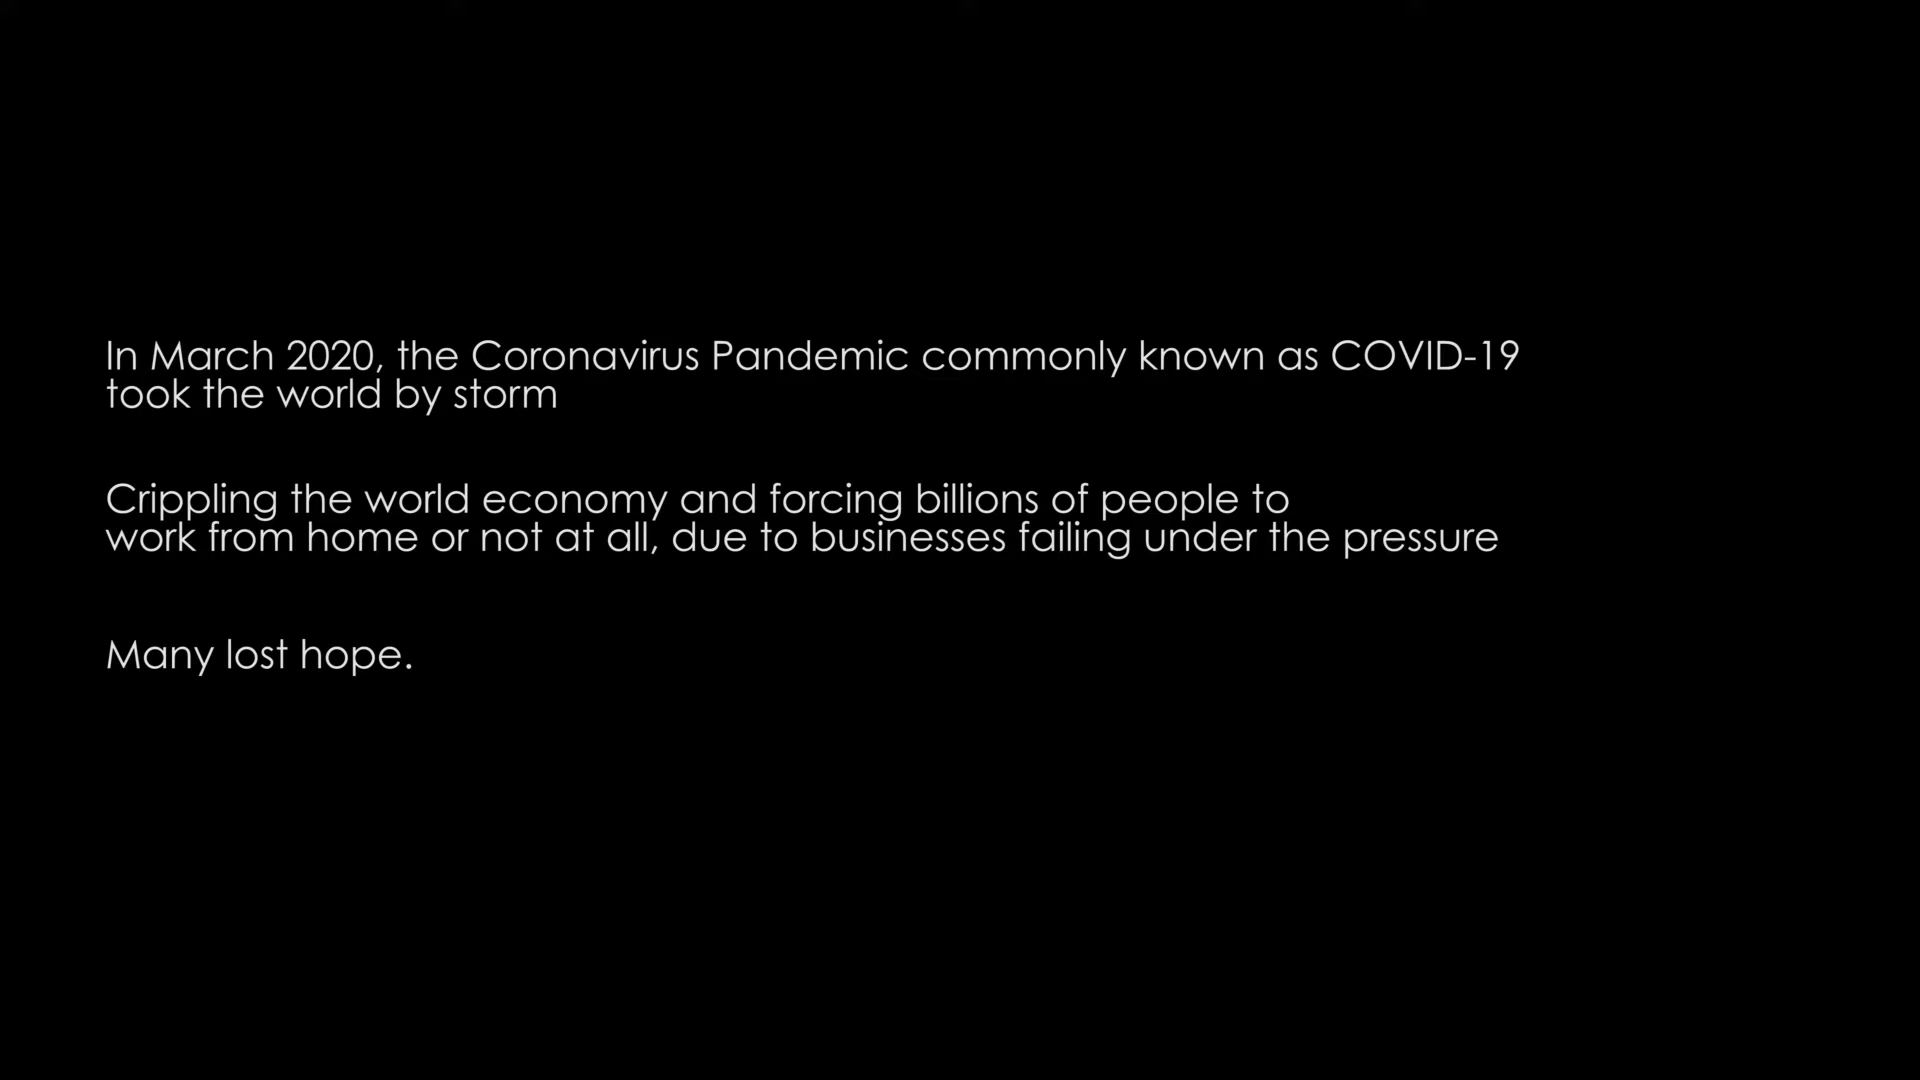 In March 2020, the Coronavirus Pandemic commonly known as COVID-19
took the world by storm
Crippling the world economy and forcing billions of people to
work from home or not at all, due to businesses failing under the pressure
Many lost hope.